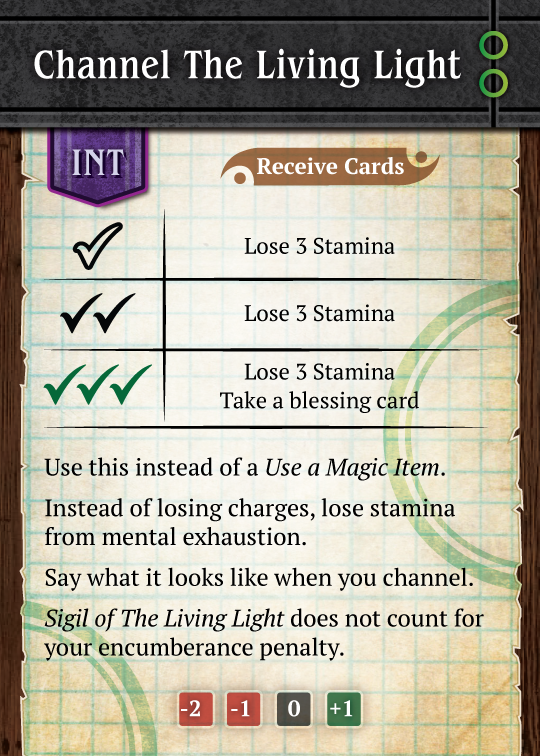 Channel The Living Light
INT
Receive Cards
Lose 3 Stamina
Lose 3 Stamina
Lose 3 Stamina
Take a blessing card
Use this instead of a Use a Magic Item.
Instead of losing charges, lose stamina
from mental exhaustion.
Say what it looks like when you channel.
Sigil of The Living Light does not count for
your encumberance penalty.
-2 -1 0 +1